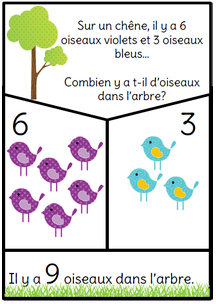 Sur un chêne, il y a 6
oiseaux violets et 3 oiseaux
bleus...
Combien y a t-il d'oiseaux
dans l'arbre?
6
3
Il y a 9 oiseaux dans l'arbre.